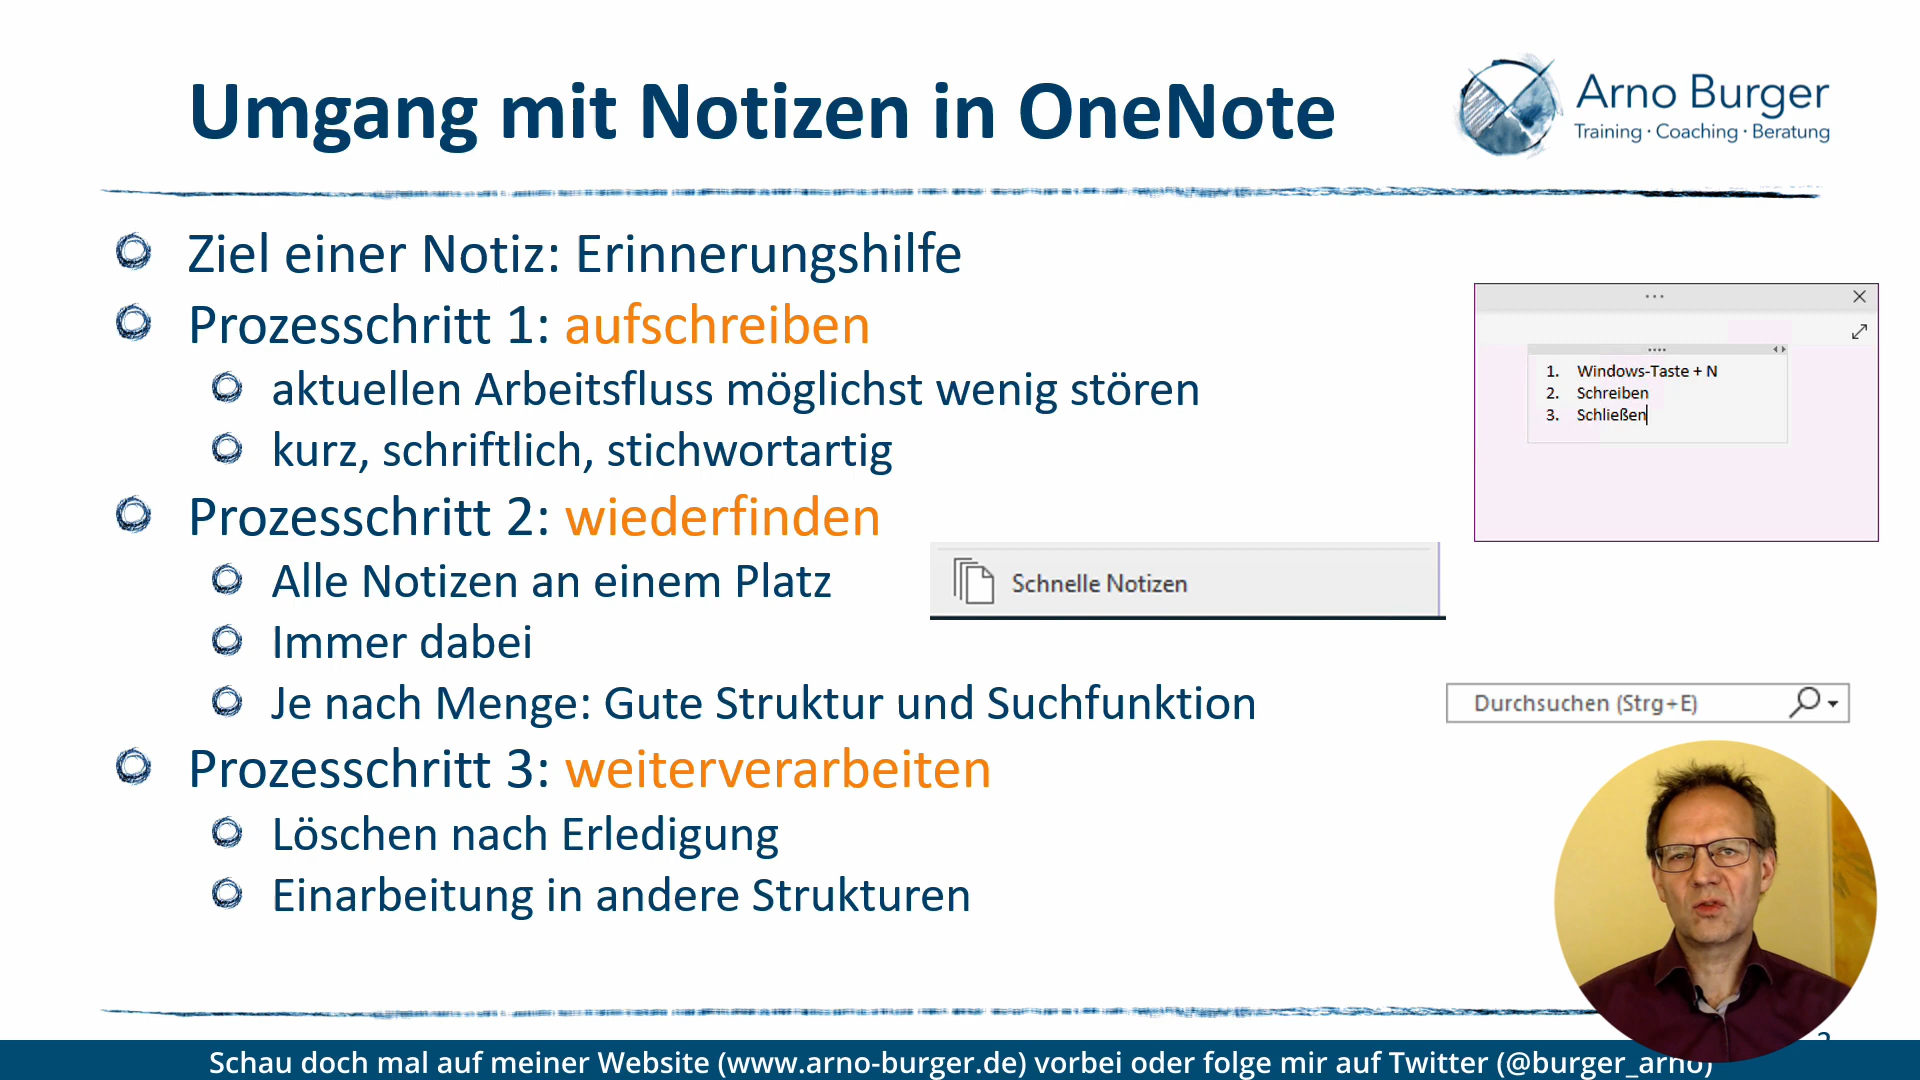 Umgang mit Notizen in OneNote
Arno Burger
Training · Coaching · Beratung
Ziel einer Notiz: Erinnerungshilfe
Prozesschritt 1: aufschreiben
aktuellen Arbeitsfluss möglichst wenig stören
kurz, schriftlich, stichwortartig
1. Windows-Taste + N
2. Schreiben
3. Schließen
Prozesschritt 2: wiederfinden
Alle Notizen an einem Platz
Schnelle Notizen
Immer dabei
Je nach Menge: Gute Struktur und Suchfunktion
Durchsuchen (Strg+E)
Prozesschritt 3: weiterverarbeiten
Löschen nach Erledigung
Einarbeitung in andere Strukturen
Schau doch mal auf meiner Website (www.arno-burger.de) vorbei oder folge mir auf Twitter (@burger_arno)